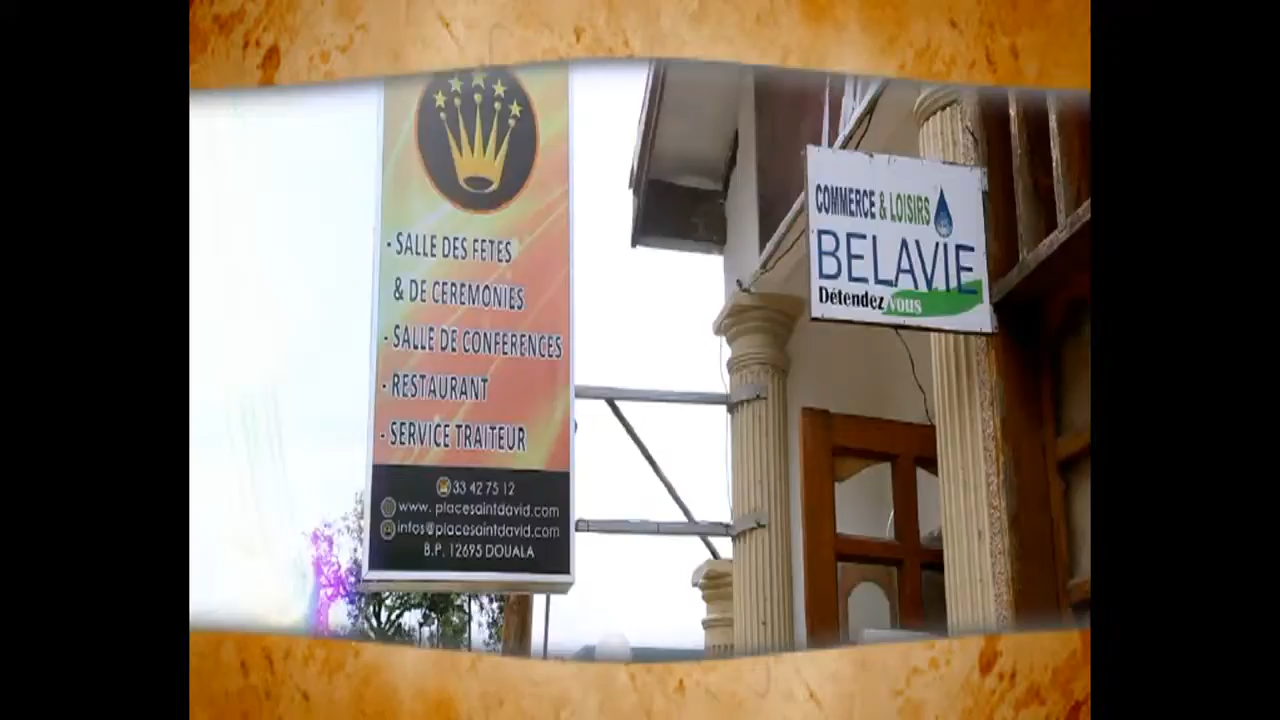 - SALLE DES FETES
& DE CEREMONIES
- SALLE DE CONFERENCES
- RESTAURANT
- SERVICE TRAITEUR
33 42 75 12
www. placesaintdavid.com
infos@placesaintdavid.com
B.P. 12695 DOUALA
COMMERCE & LOISIRS
BELAVIE
Détendez vous